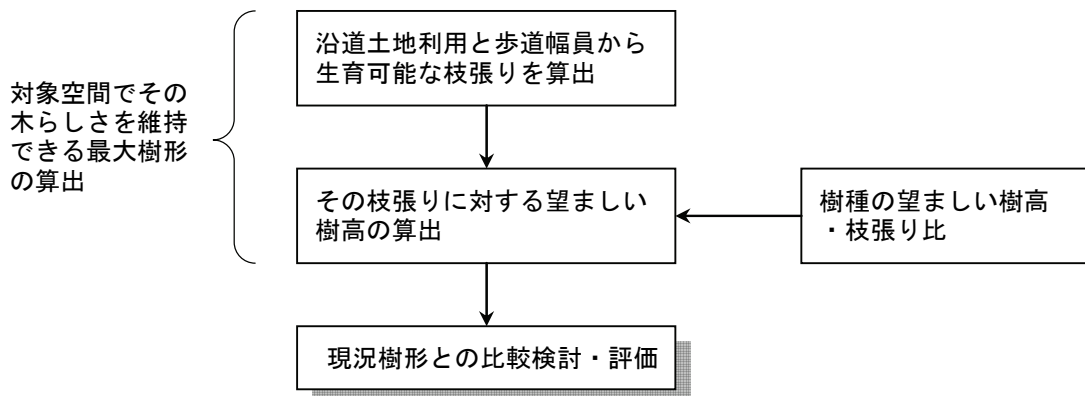 対象空間でその
木らしさを維持
できる最大樹形
の算出
沿道土地利用と歩道幅員から
生育可能な枝張りを算出
その枝張りに対する望ましい
樹高の算出
樹種の望ましい樹高
・枝張り比
現況樹形との比較検討・評価